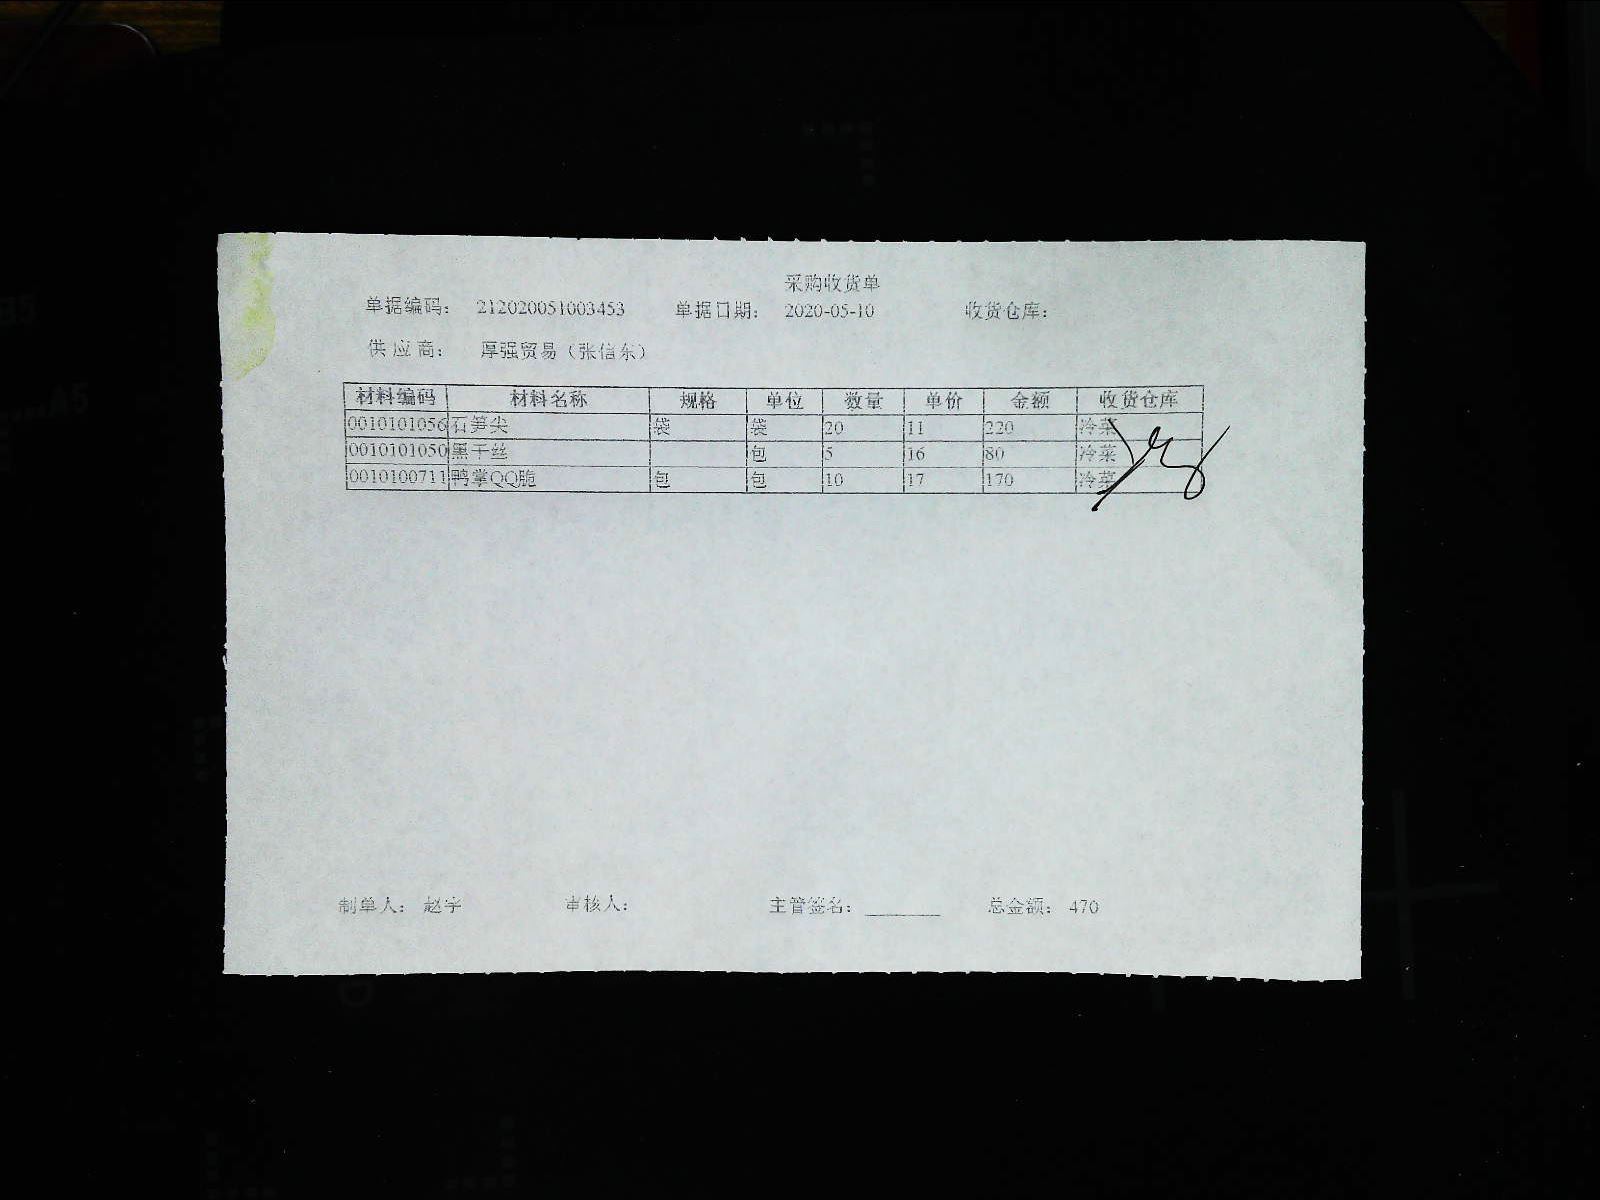 采购收货单
单据编码： 212020051003453 单据日期： 2020-05-10 收货仓库：
供应商： 厚强贸易（张信东）
材料编码 材料名称 规格 单位 数量 单价 金额 收货仓库
0010101056 石笋尖 袋 袋 20 11 220 冷菜
0010101050 黑干丝 包 5 16 80 冷菜
0010100711 鸭掌QQ脆 包 包 10 17 170 冷菜
制单人： 赵宇 审核人： 主管签名： 总金额： 470
A5